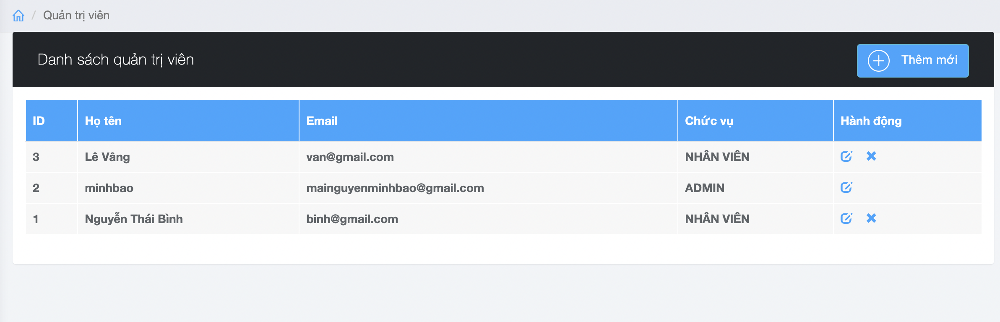 / Quản trị viên
Danh sách quản trị viên
Thêm mới
ID Họ tên Email Chức vụ Hành động
3 Lê Vâng van@gmail.com NHÂN VIÊN
2 minhbao mainguyenminhbao@gmail.com ADMIN
1 Nguyễn Thái Bình binh@gmail.com NHÂN VIÊN